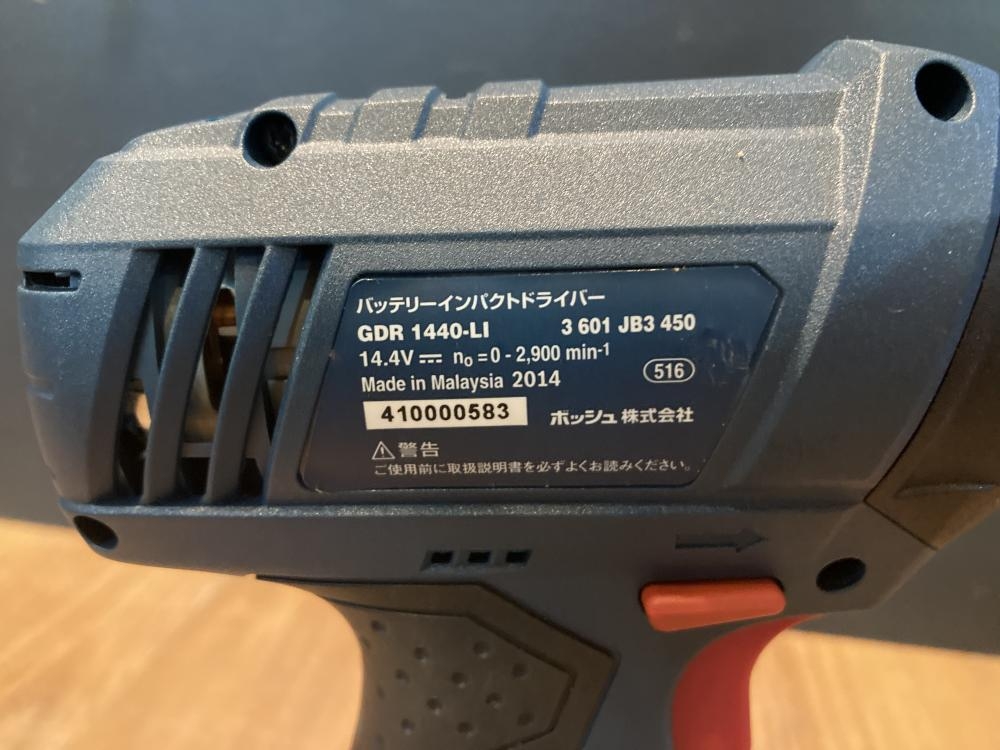 バッテリーインパクトドライバー
GDR 1440-LI 3 601 JB3 450
14.4V ⎓ n₀ = 0 - 2,900 min⁻¹
Made in Malaysia 2014 516
410000583 ボッシュ 株式会社
⚠ 警告
ご使用前に取扱説明書を必ずよくお読みください。